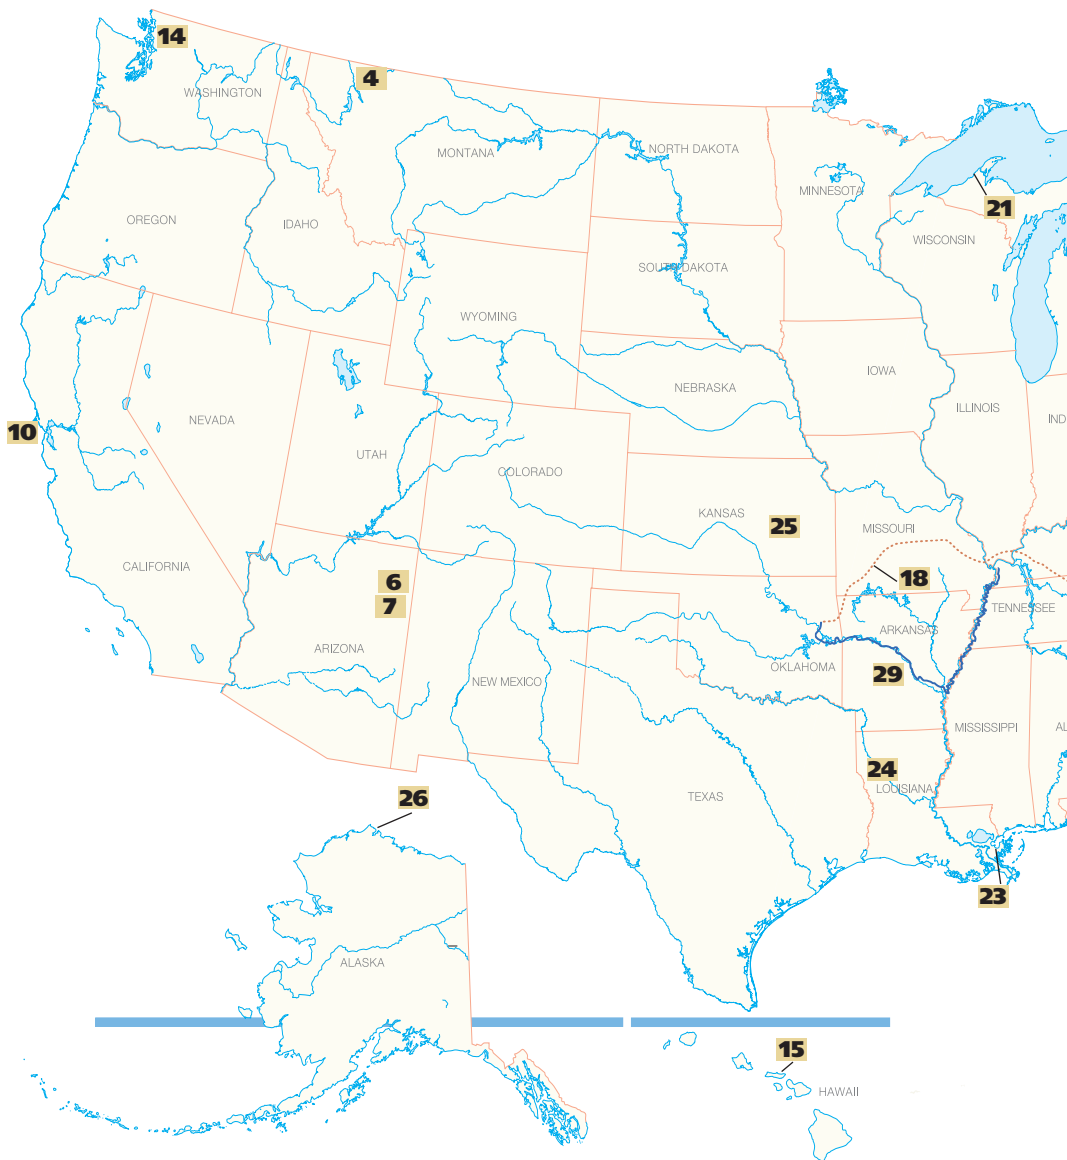 14
4
WASHINGTON
MONTANA
NORTH DAKOTA
MINNESOTA
21
OREGON
IDAHO
WISCONSIN
SOUTH DAKOTA
WYOMING
IOWA
NEBRASKA
ILLINOIS
IND
NEVADA
10
UTAH
COLORADO
KANSAS
25
MISSOURI
CALIFORNIA
6
18
7
TENNESSEE
ARKANSAS
ARIZONA
OKLAHOMA
29
NEW MEXICO
MISSISSIPPI
AL
24
LOUISIANA
TEXAS
26
23
ALASKA
15
HAWAII